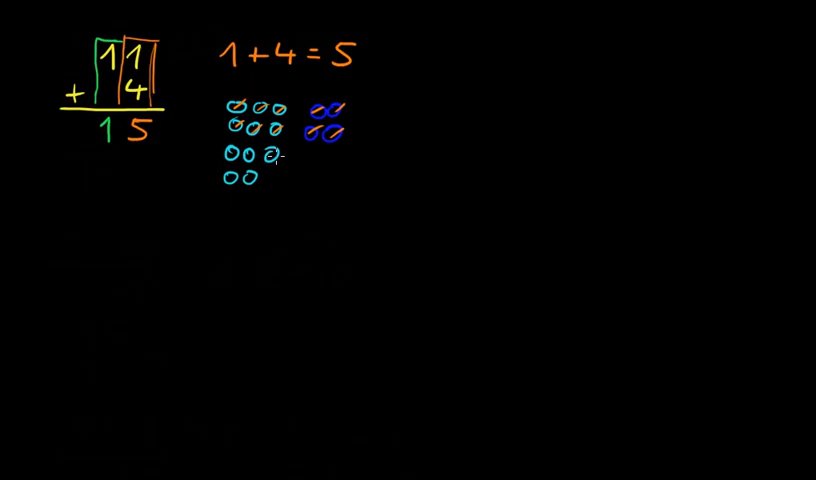 11
+ 4
15
1 + 4 = 5